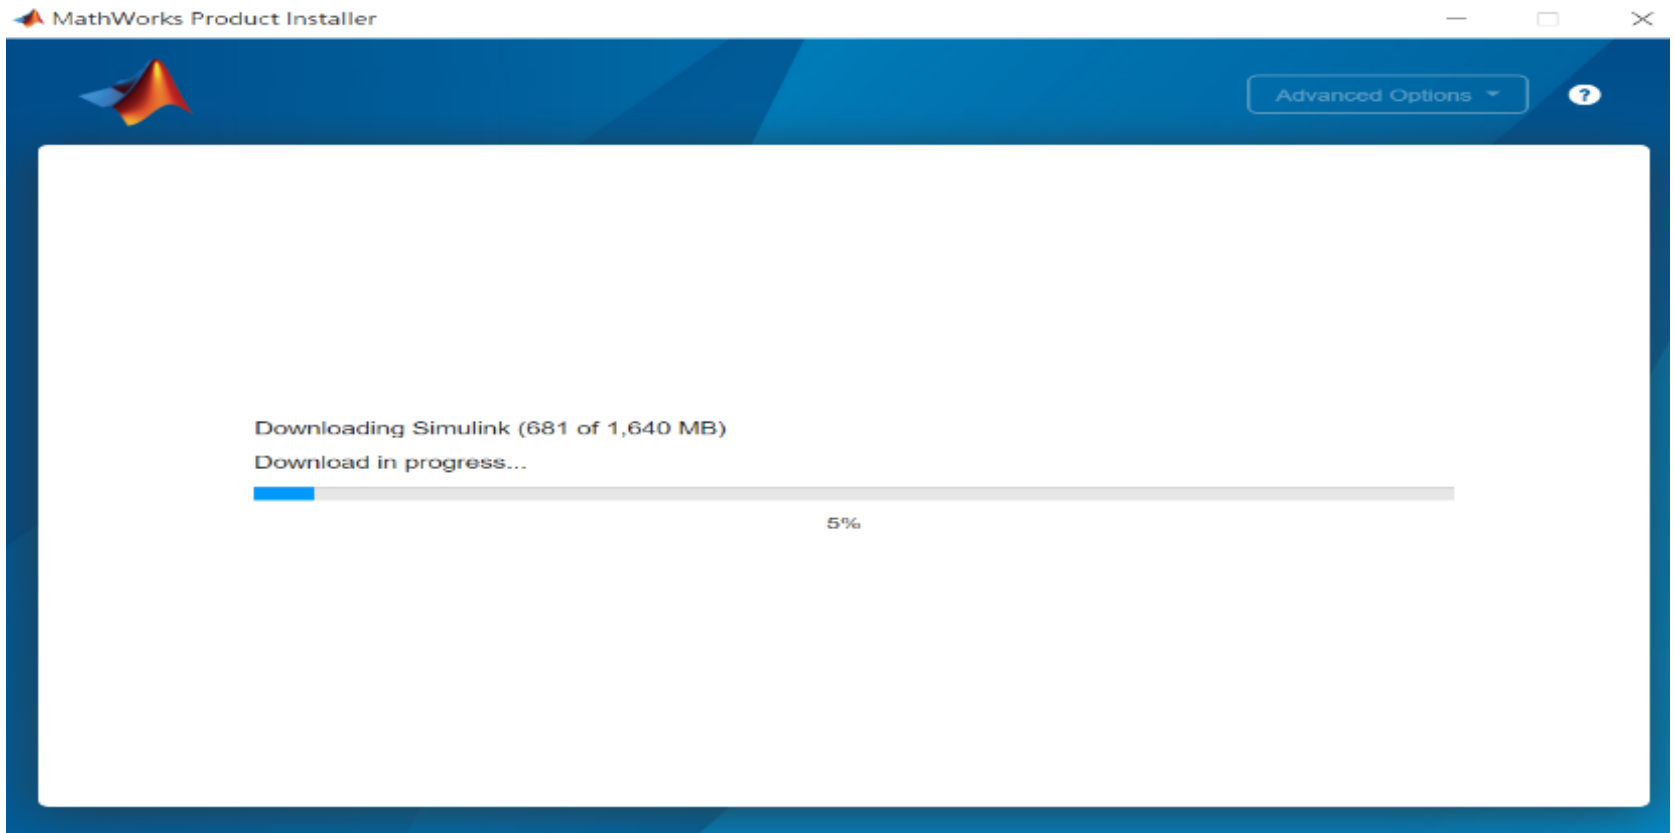 MathWorks Product Installer
Advanced Options
?
Downloading Simulink (681 of 1,640 MB)
Download in progress...
5%